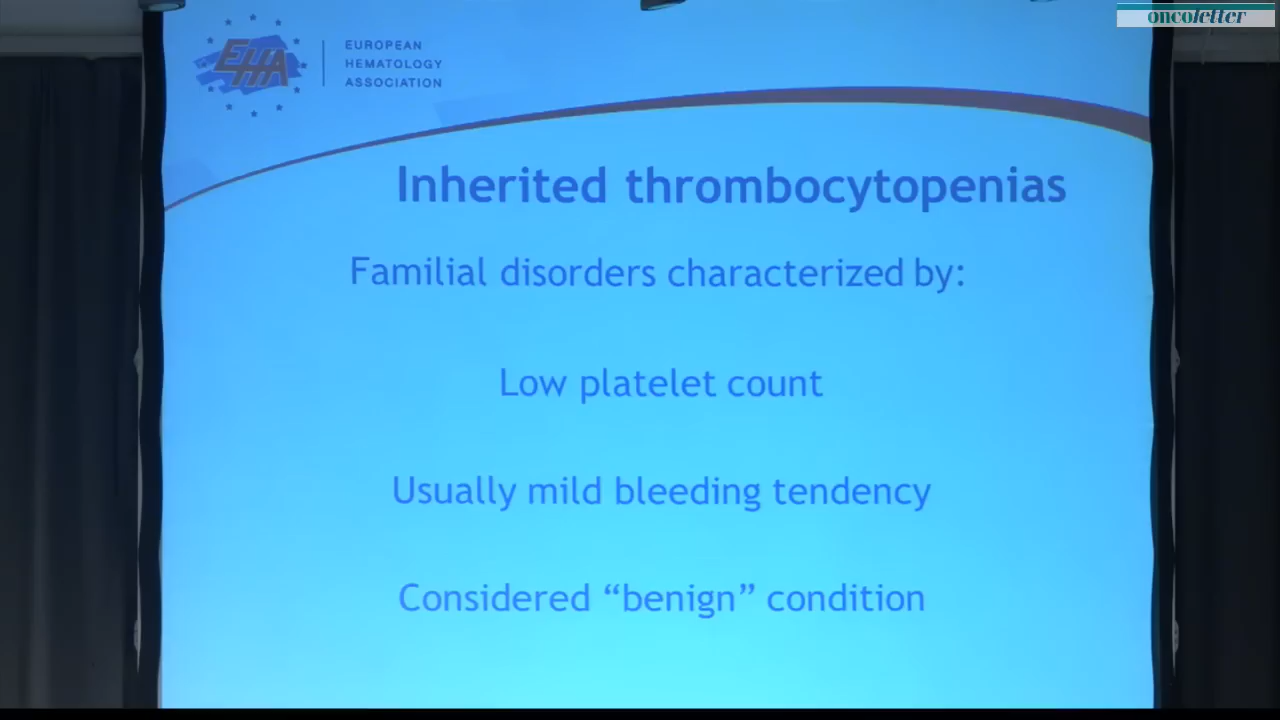 oncoletter
EHA
EUROPEAN
HEMATOLOGY
ASSOCIATION
Inherited thrombocytopenias
Familial disorders characterized by:
Low platelet count
Usually mild bleeding tendency
Considered “benign” condition